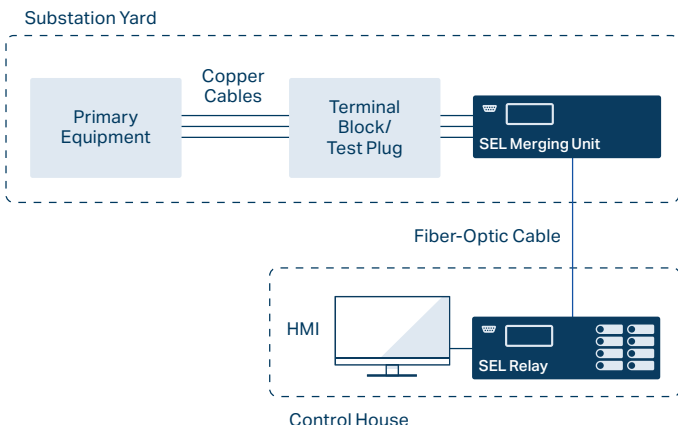 Substation Yard
Primary
Equipment
Copper
Cables
Terminal
Block/
Test Plug
SEL Merging Unit
Fiber-Optic Cable
HMI
SEL Relay
Control House